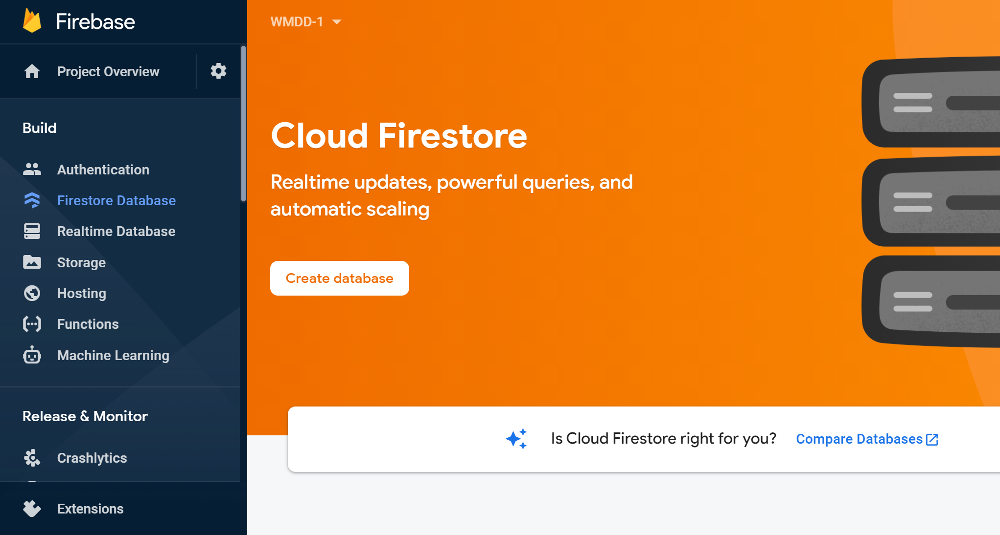 Firebase
Project Overview
Build
Authentication
Firestore Database
Realtime Database
Storage
Hosting
Functions
Machine Learning
Release & Monitor
Crashlytics
Extensions
WMDD-1
Cloud Firestore
Realtime updates, powerful queries, and
automatic scaling
Create database
Is Cloud Firestore right for you? Compare Databases